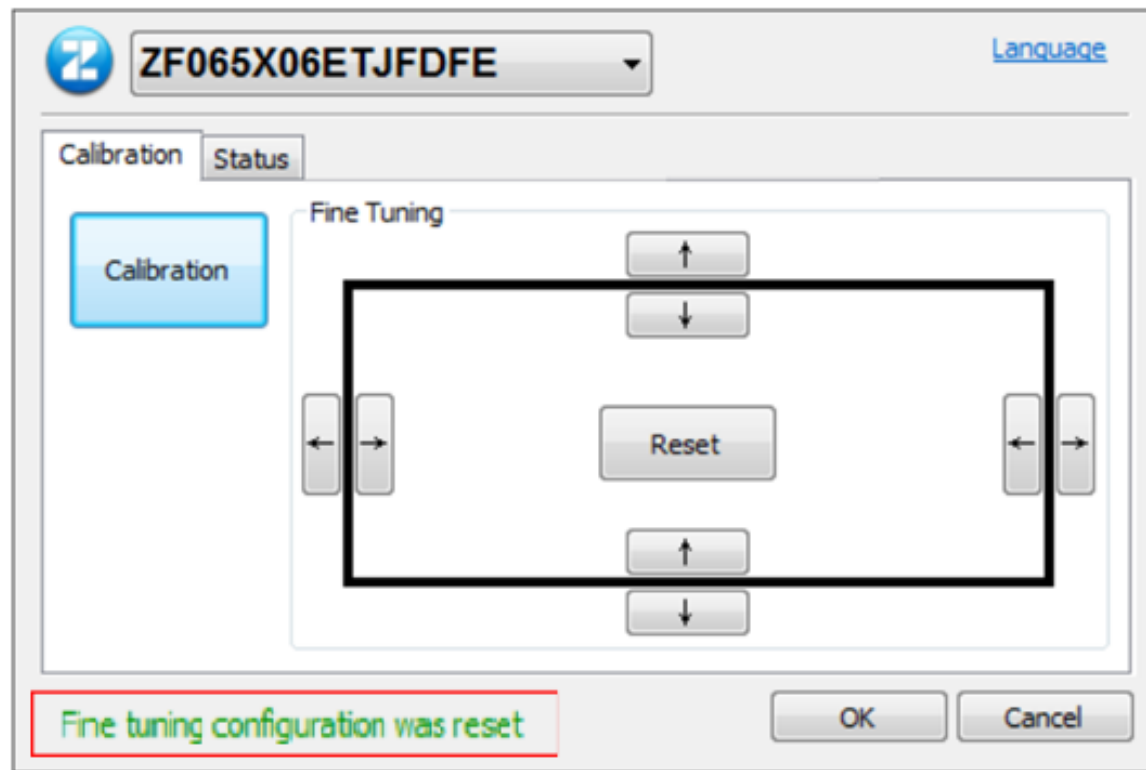 ZF065X06ETJFDFE
Language
Calibration
Status
Calibration
Fine Tuning
↑
↓
← →
Reset
← →
↑
↓
Fine tuning configuration was reset
OK
Cancel